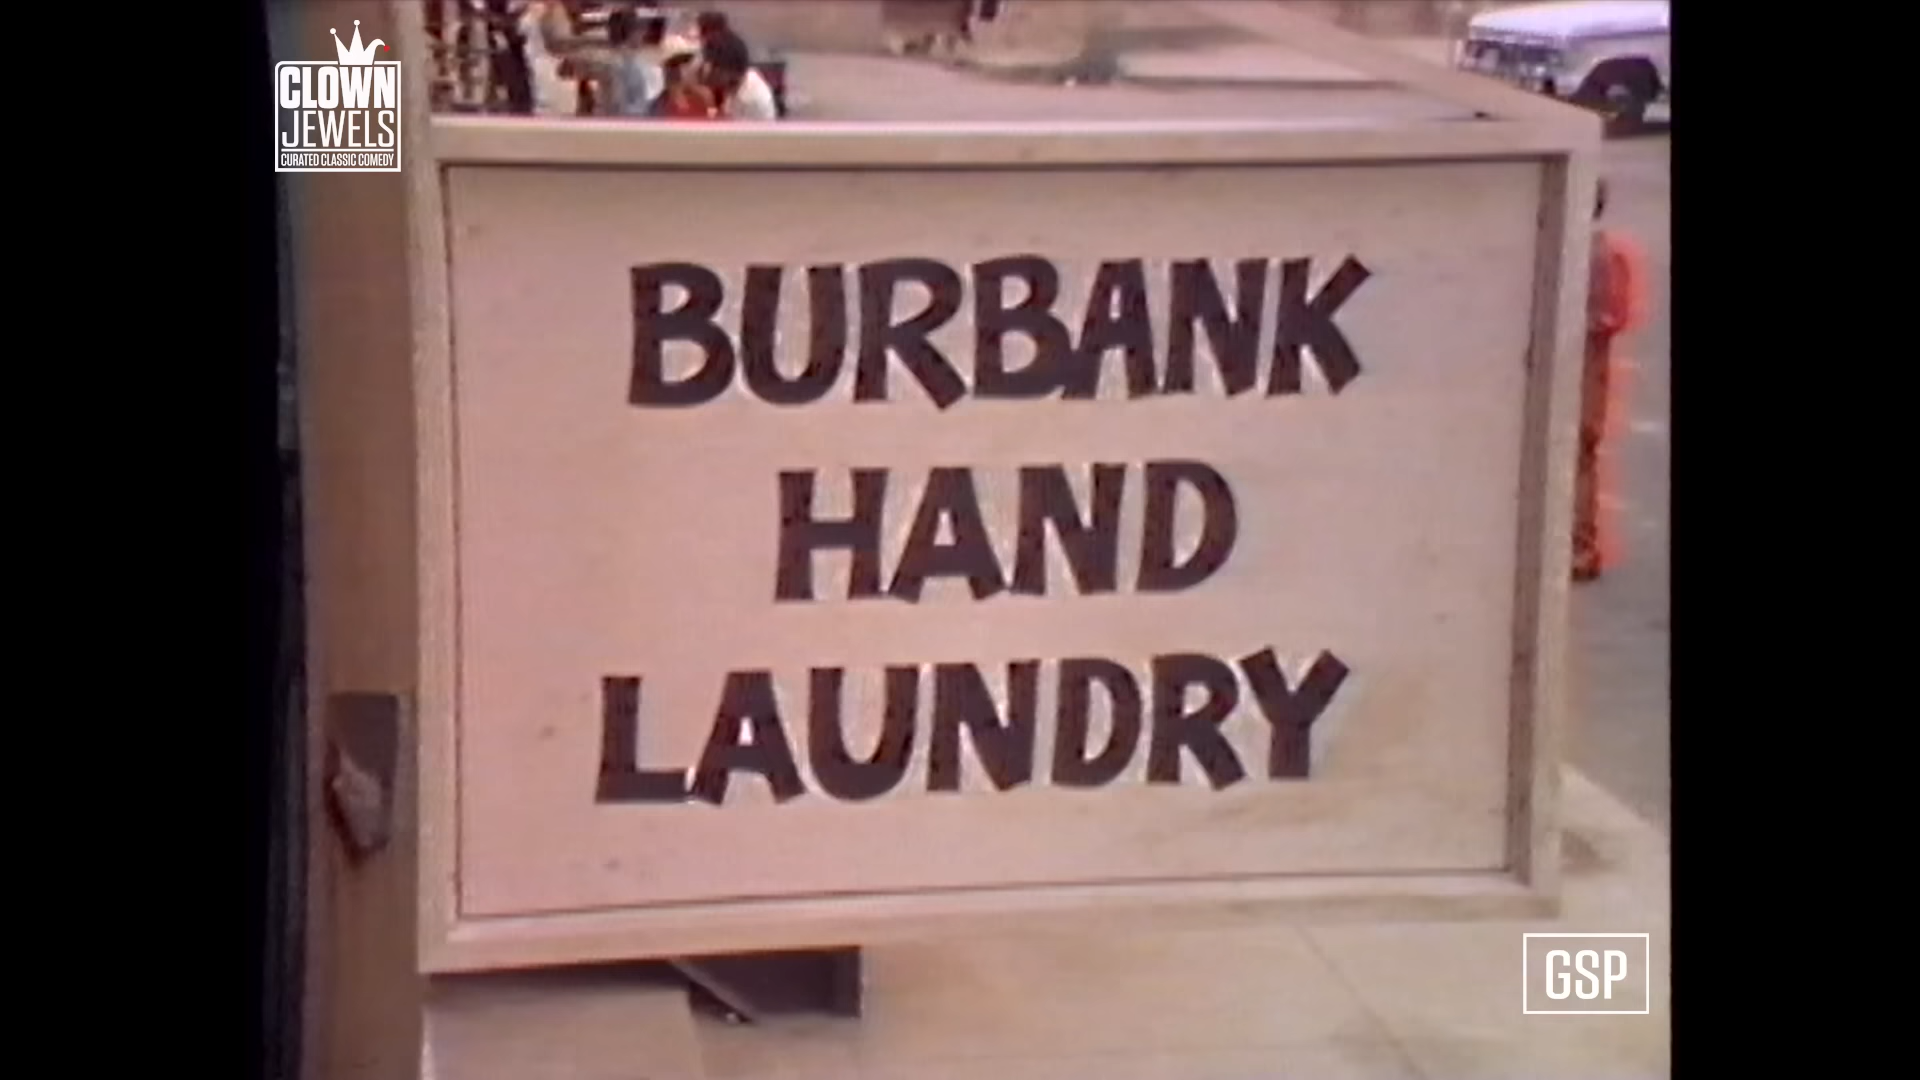 CLOWN
JEWELS
CURATED CLASSIC COMEDY
BURBANK
HAND
LAUNDRY
GSP